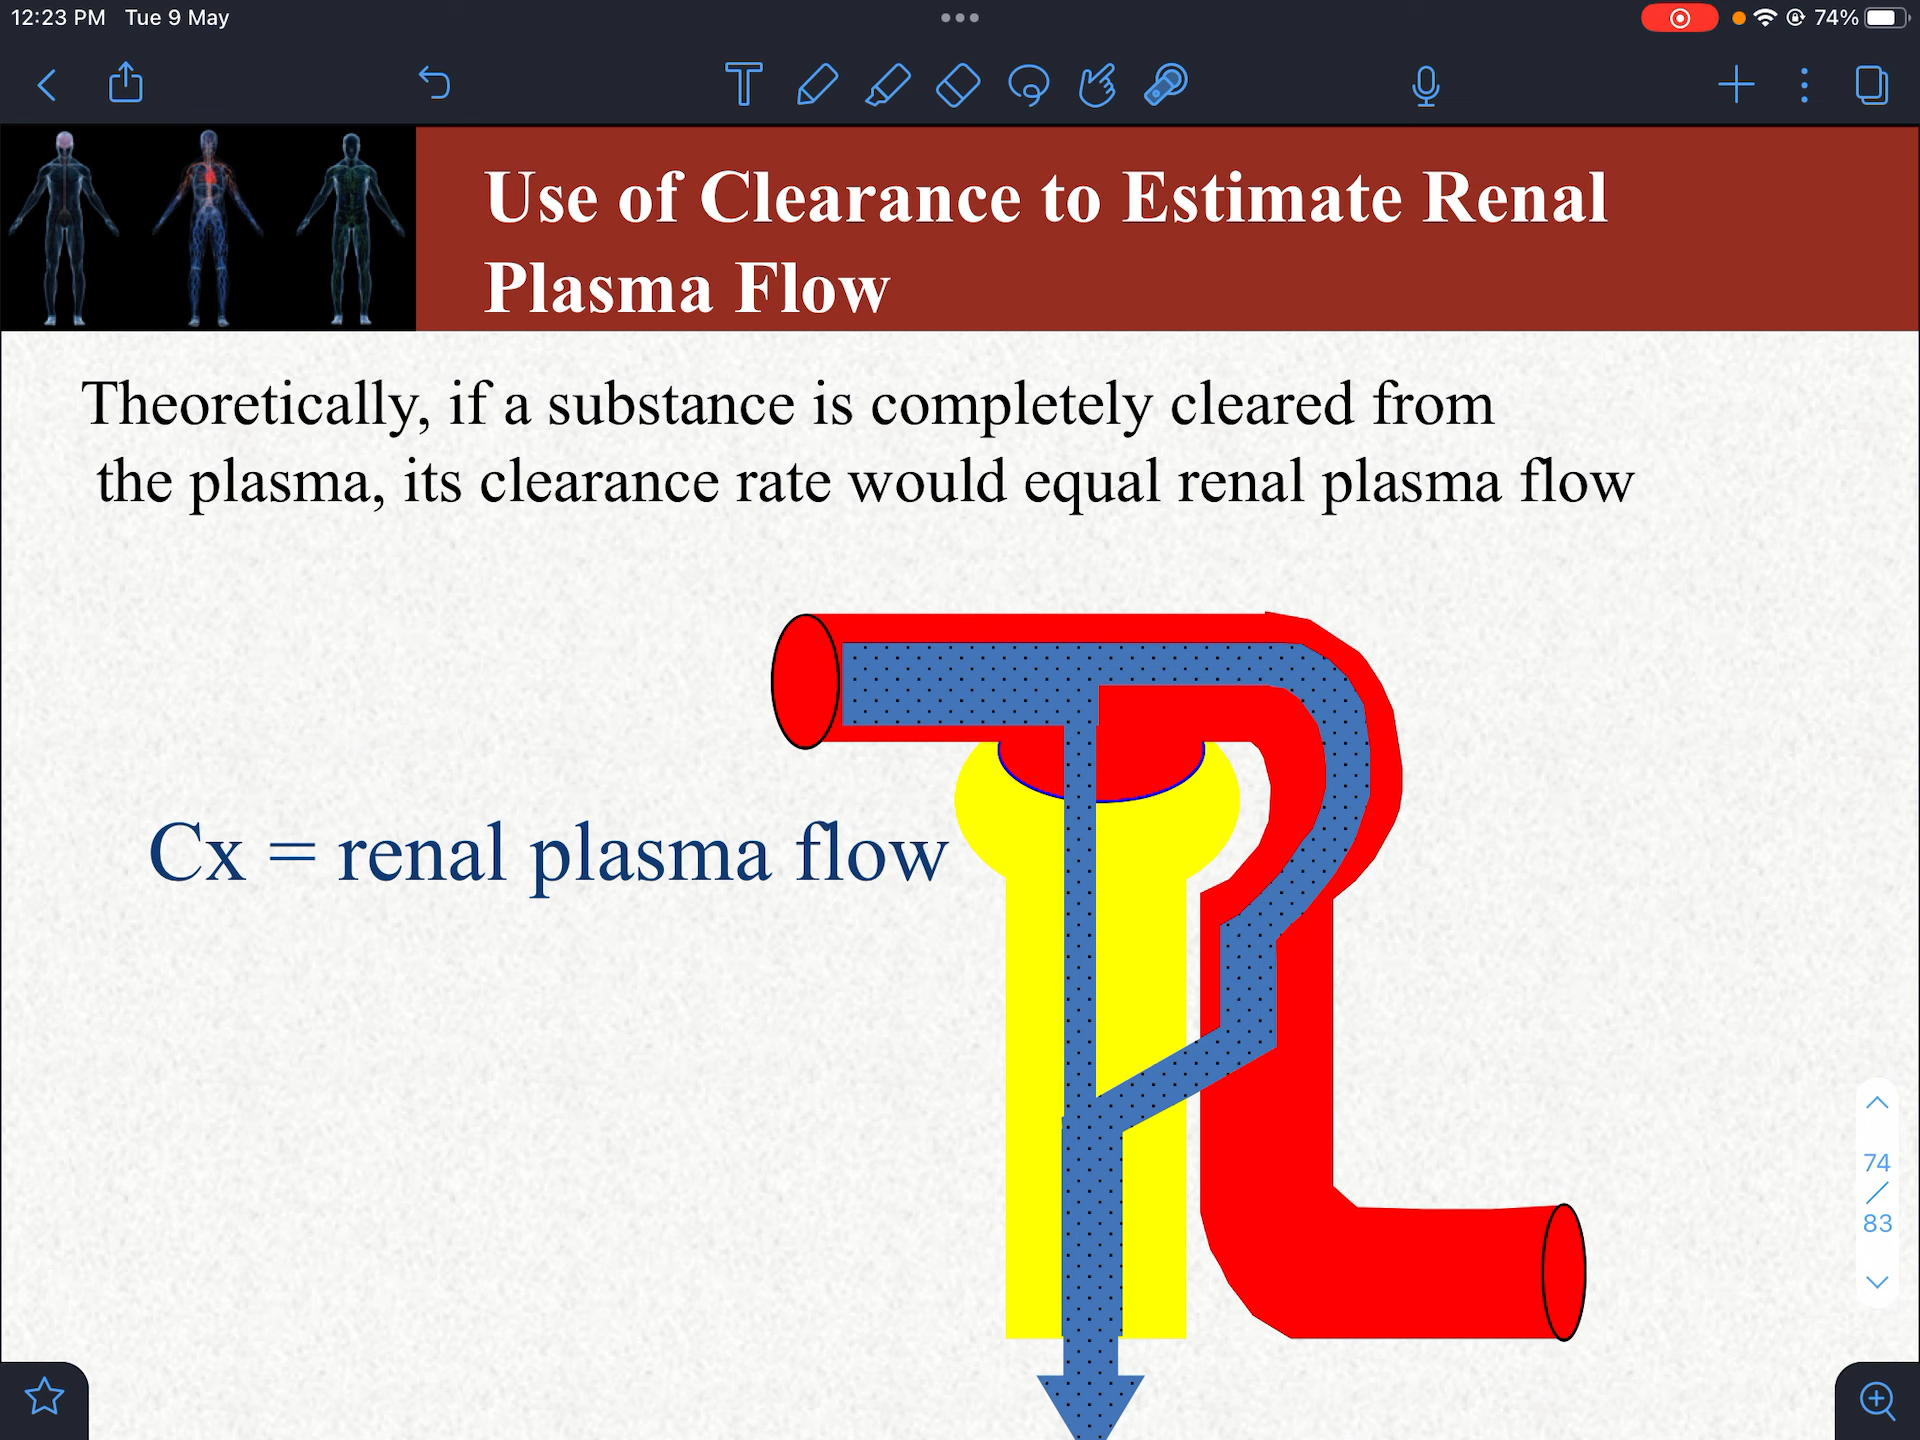 12:23 PM Tue 9 May
74%
Use of Clearance to Estimate Renal
Plasma Flow
Theoretically, if a substance is completely cleared from
the plasma, its clearance rate would equal renal plasma flow
Cx = renal plasma flow
74
/
83